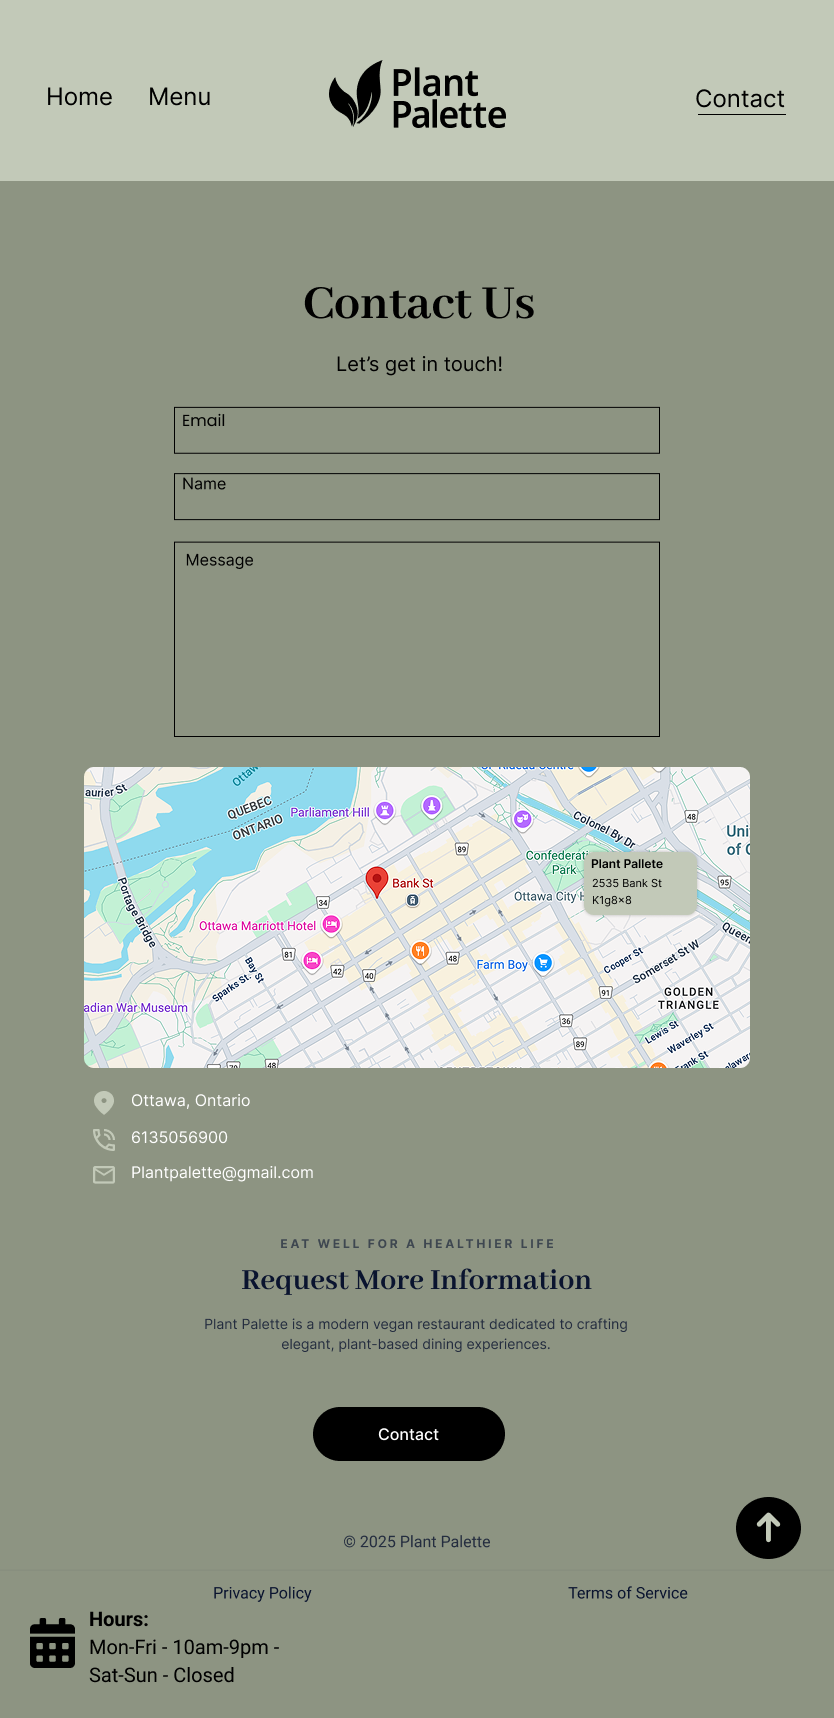 Home Menu Plant Palette Contact
Contact Us
Let's get in touch!
Email
Name
Message
aurier St
Ottaw
QUEBEC
ONTARIO
Parliament Hill
Colonel By Dr
48
Uni
of O
89
Confederati
Park
Plant Pallete
2535 Bank St
K1g8x8
95
Bank St
34
Ottawa City H
Portage Bridge
Ottawa Marriott Hotel
Queen
81
42
40
48
Farm Boy
Bay St
Sparks St.
Cooper St
Somerset St W
91
GOLDEN
TRIANGLE
adian War Museum
36
89
Lewis St
Waverley St
Frank St
48
Ottawa, Ontario
6135056900
Plantpalette@gmail.com
EAT WELL FOR A HEALTHIER LIFE
Request More Information
Plant Palette is a modern vegan restaurant dedicated to crafting
elegant, plant-based dining experiences.
Contact
© 2025 Plant Palette
Privacy Policy Terms of Service
Hours:
Mon-Fri - 10am-9pm -
Sat-Sun - Closed